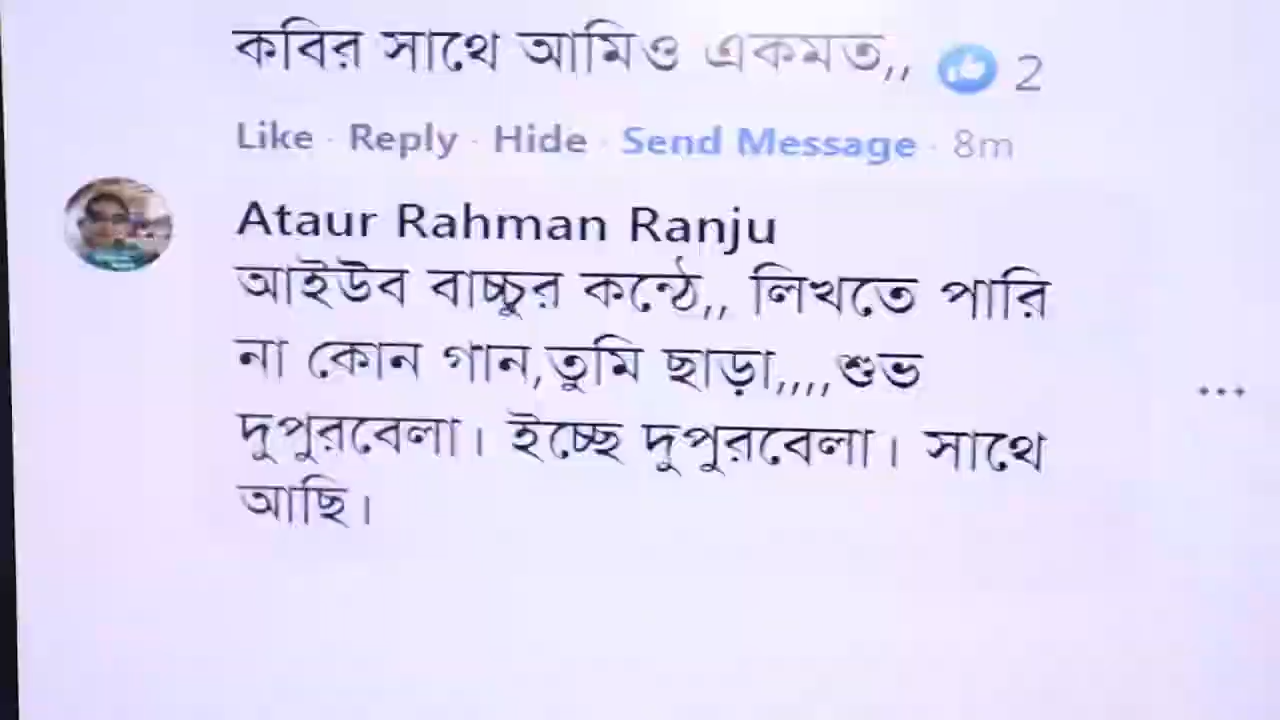 কবির সাথে আমিও একমত,, 2
Like · Reply · Hide · Send Message · 8m
Ataur Rahman Ranju
আইউব বাচ্চুর কন্ঠে,, লিখতে পারি
না কোন গান,তুমি ছাড়া,,,,শুভ
দুপুরবেলা। ইচ্ছে দুপুরবেলা। সাথে
আছি।